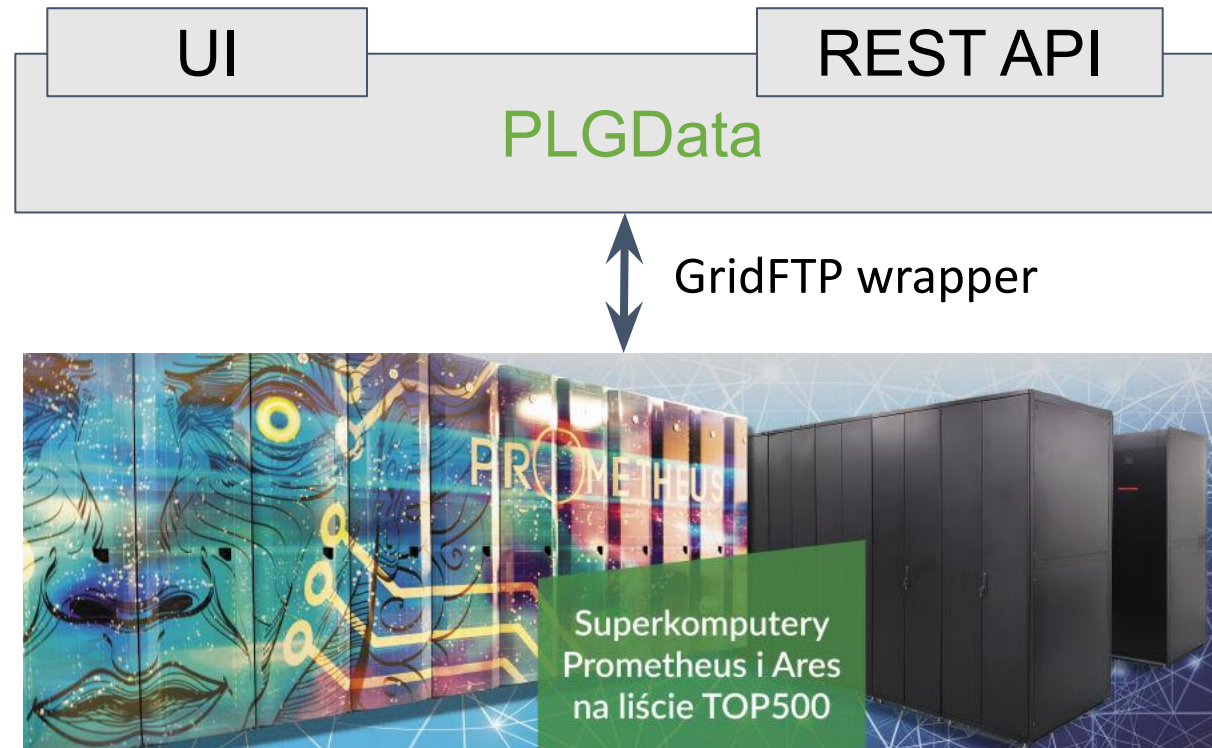 UI
REST API
PLGData
GridFTP wrapper
PROMETHEUS
Superkomputery
Prometheus i Ares
na liście TOP500